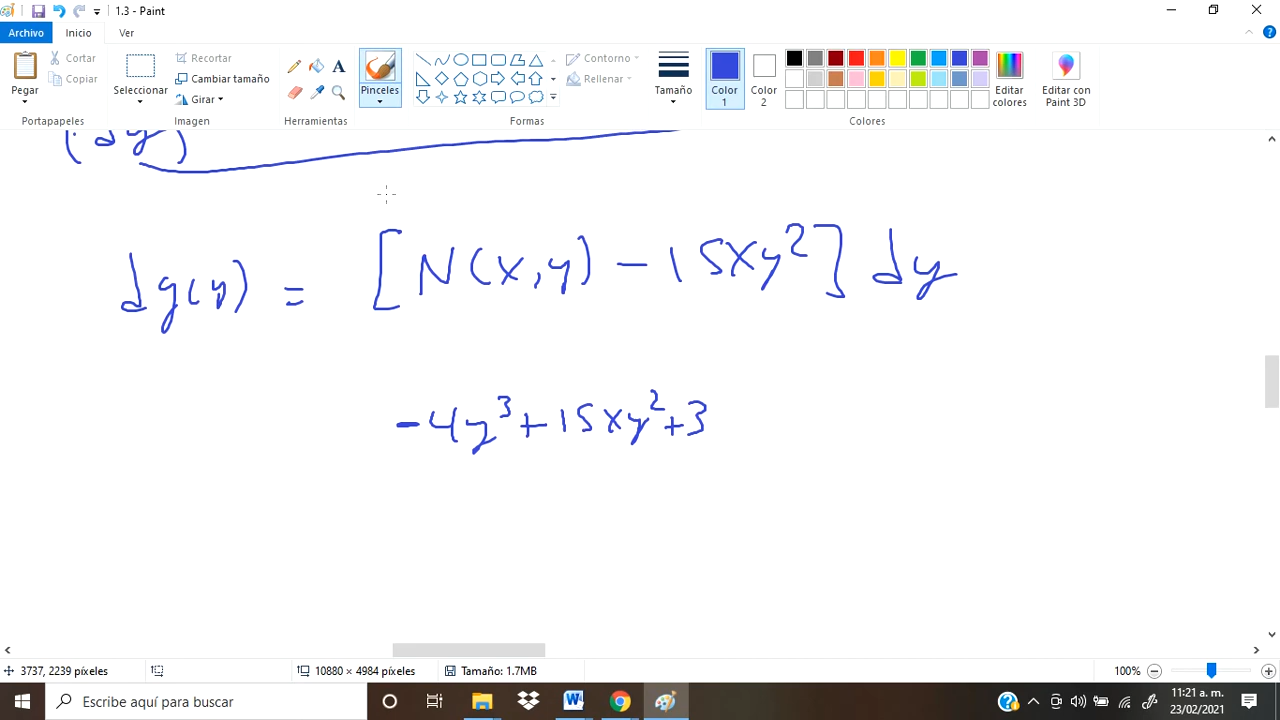 1.3 - Paint
Archivo Inicio Ver
Pegar Cortar Copiar Seleccionar Recortar Cambiar tamaño Girar A Pinceles Contorno Rellenar Tamaño Color 1 Color 2 Editar colores Editar con Paint 3D
Portapapeles Imagen Herramientas Formas Colores
(dy)
dg(y) = [N(x,y) - 15xy²] dy
-4y³+15xy²+3
3737, 2239 píxeles 10880 × 4984 píxeles Tamaño: 1.7MB 100%
Escribe aquí para buscar 11:21 a. m.
23/02/2021